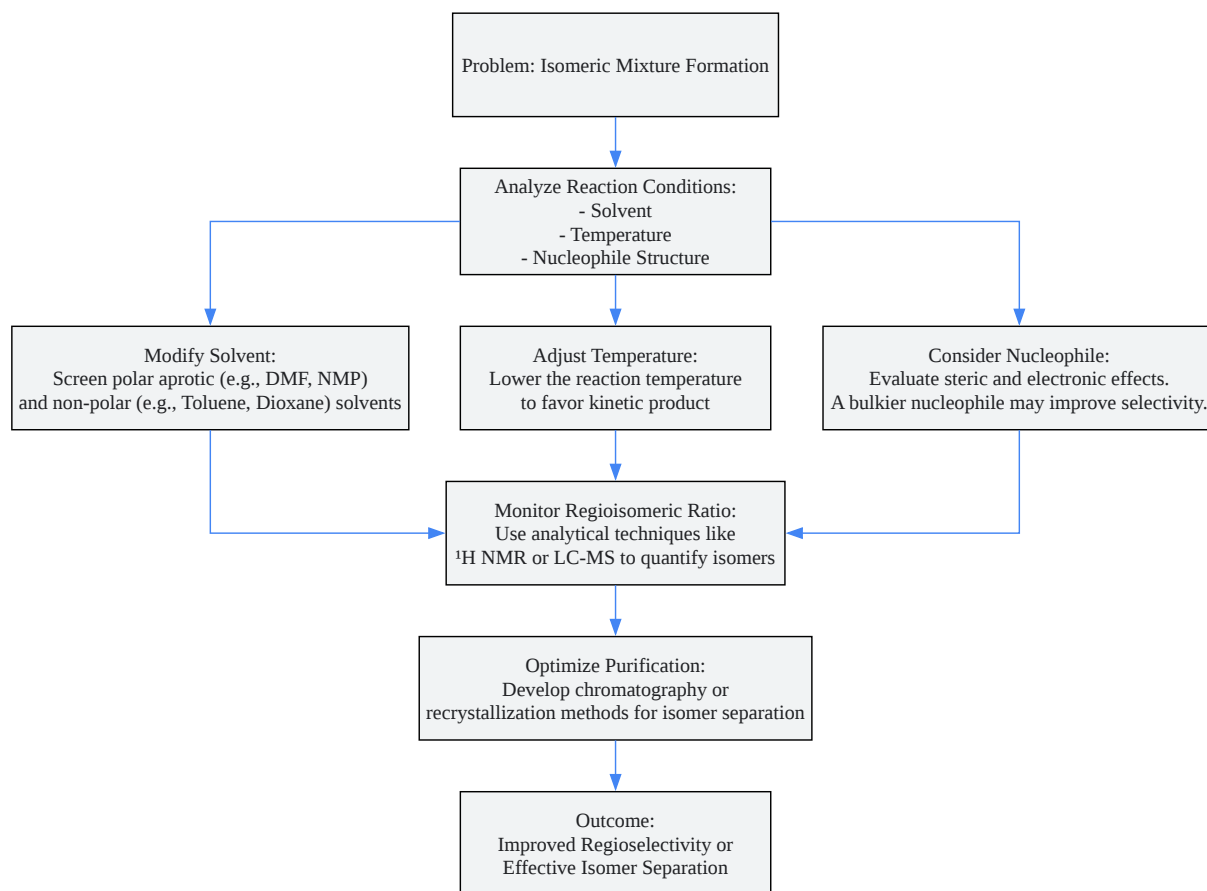 Problem: Isomeric Mixture Formation
Analyze Reaction Conditions:
- Solvent
- Temperature
- Nucleophile Structure
Modify Solvent:
Screen polar aprotic (e.g., DMF, NMP)
and non-polar (e.g., Toluene, Dioxane) solvents
Adjust Temperature:
Lower the reaction temperature
to favor kinetic product
Consider Nucleophile:
Evaluate steric and electronic effects.
A bulkier nucleophile may improve selectivity.
Monitor Regioisomeric Ratio:
Use analytical techniques like
¹H NMR or LC-MS to quantify isomers
Optimize Purification:
Develop chromatography or
recrystallization methods for isomer separation
Outcome:
Improved Regioselectivity or
Effective Isomer Separation